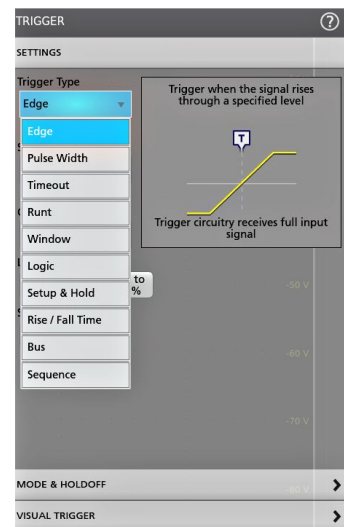 TRIGGER
?
SETTINGS
Trigger Type
Edge
Edge
Pulse Width
Timeout
Runt
Window
Logic
Setup & Hold
Rise / Fall Time
Bus
Sequence
Trigger when the signal rises
through a specified level
T
Trigger circuitry receives full input
signal
to
%
-50 V
-60 V
-70 V
-80 V
MODE & HOLDOFF
VISUAL TRIGGER